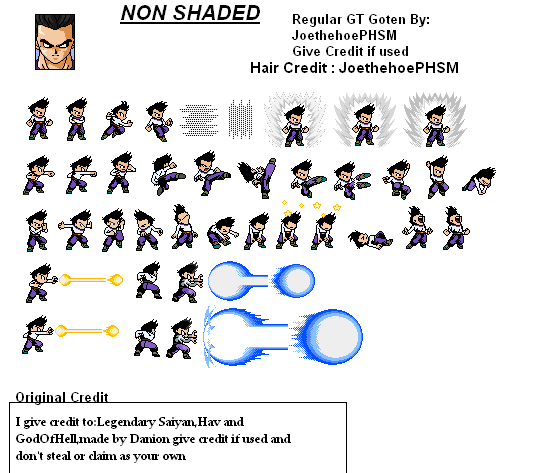 NON SHADED
Regular GT Goten By:
JoethehoePHSM
Give Credit if used
Hair Credit : JoethehoePHSM
Original Credit
I give credit to:Legendary Saiyan,Hav and
GodOfHell,made by Danion give credit if used and
don't steal or claim as your own